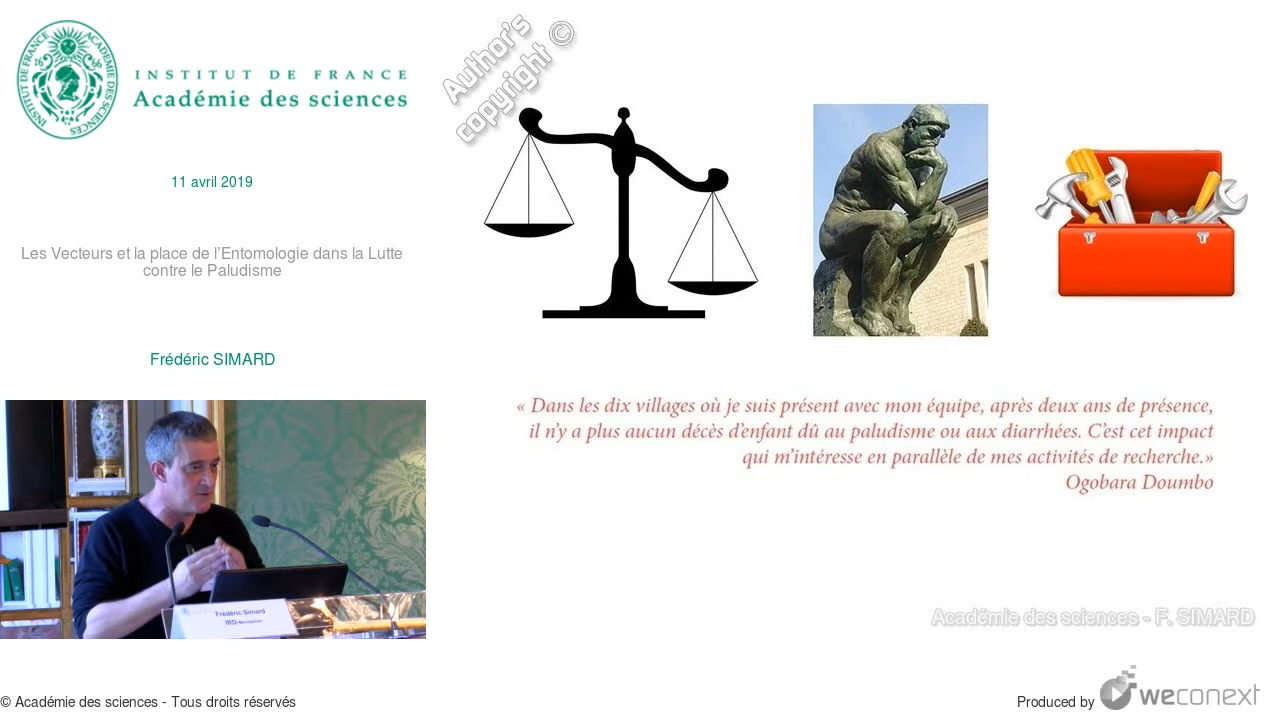 INSTITUT DE FRANCE
Académie des sciences
11 avril 2019
Les Vecteurs et la place de l'Entomologie dans la Lutte
contre le Paludisme
Frédéric SIMARD
Frédéric Simard
IRD-Montpellier
Author's
copyright ©
« Dans les dix villages où je suis présent avec mon équipe, après deux ans de présence,
il n'y a plus aucun décès d'enfant dû au paludisme ou aux diarrhées. C'est cet impact
qui m'intéresse en parallèle de mes activités de recherche.»
Ogobara Doumbo
Académie des sciences - F. SIMARD
© Académie des sciences - Tous droits réservés
Produced by weconext